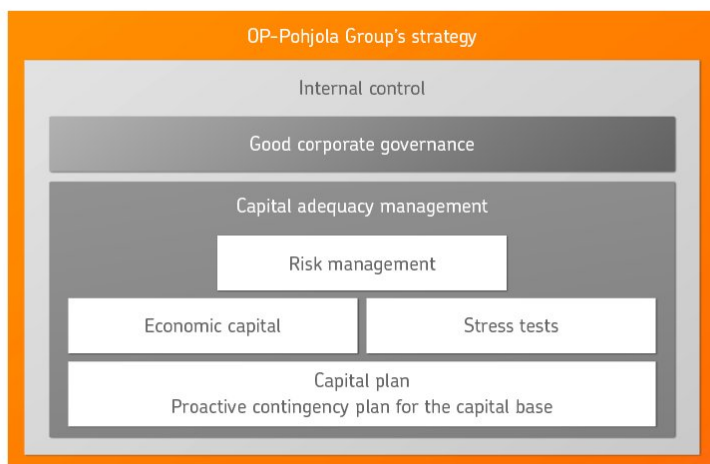 OP-Pohjola Group's strategy
Internal control
Good corporate governance
Capital adequacy management
Risk management
Economic capital
Stress tests
Capital plan
Proactive contingency plan for the capital base